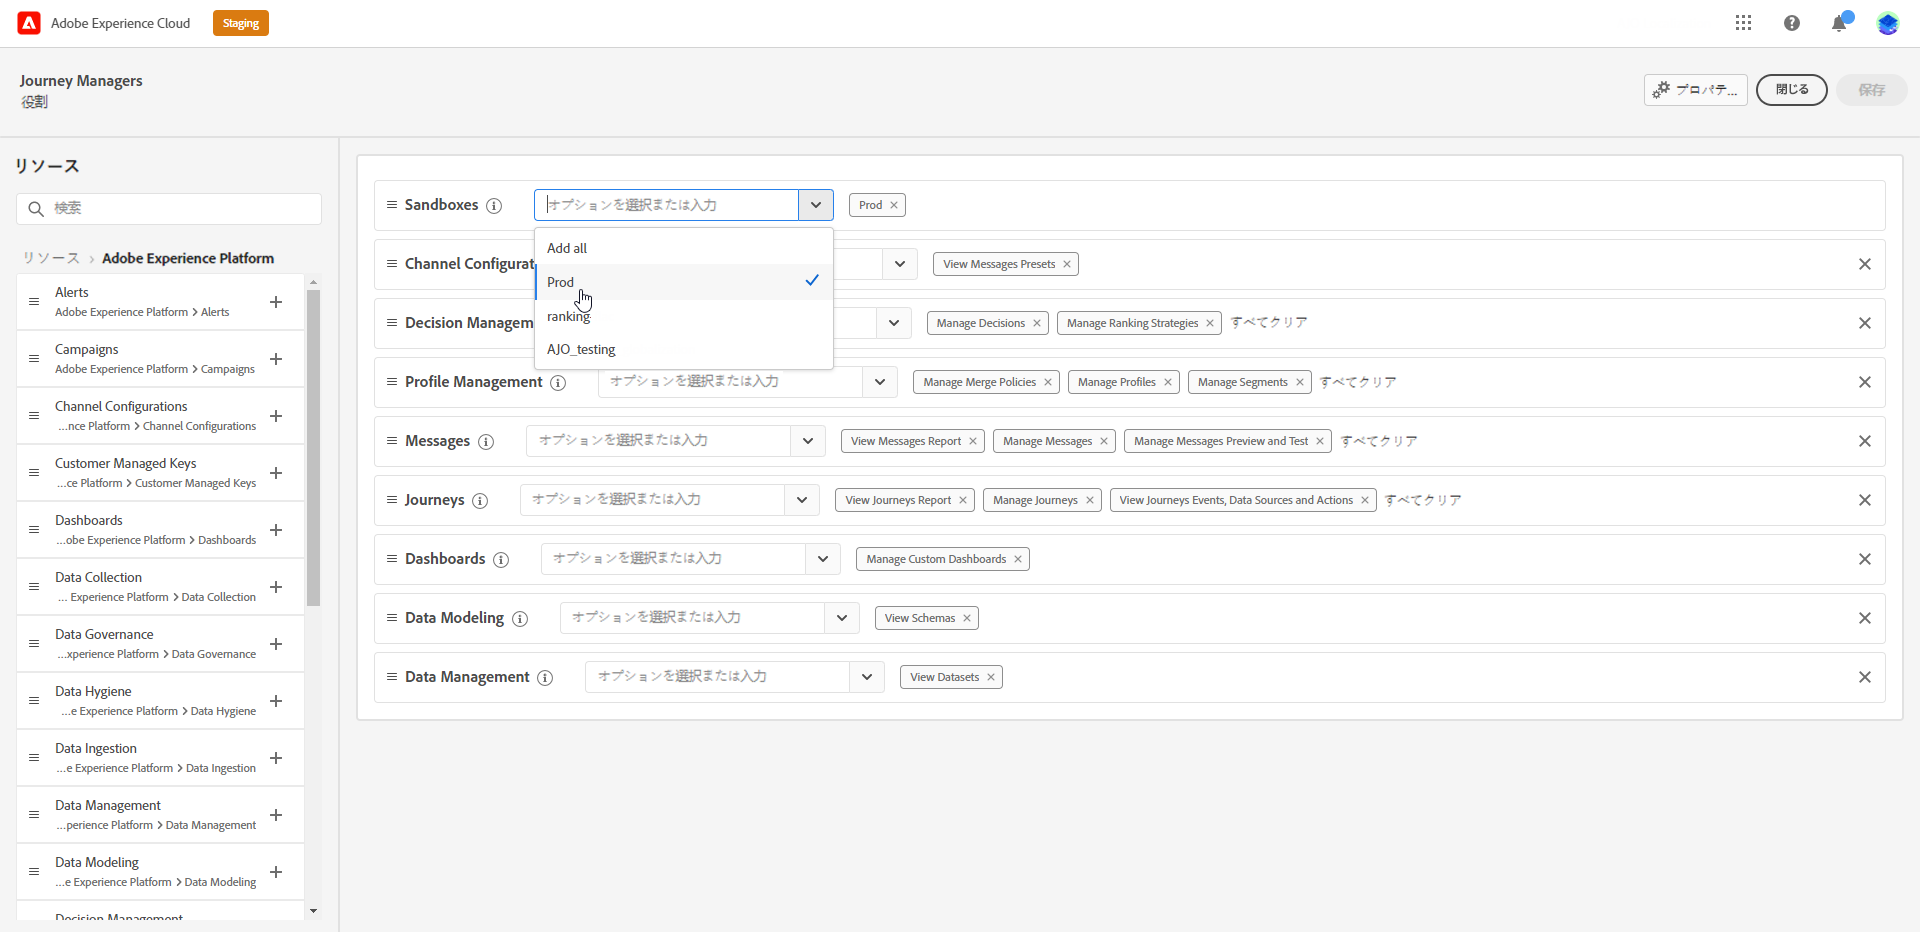 Adobe Experience Cloud
Staging
Journey Managers
役割
プロパテ...
閉じる
保存
リソース
検索
リソース › Adobe Experience Platform
Alerts
Adobe Experience Platform > Alerts
Campaigns
Adobe Experience Platform > Campaigns
Channel Configurations
...nce Platform > Channel Configurations
Customer Managed Keys
...ce Platform > Customer Managed Keys
Dashboards
...obe Experience Platform > Dashboards
Data Collection
... Experience Platform > Data Collection
Data Governance
...xperience Platform > Data Governance
Data Hygiene
...e Experience Platform > Data Hygiene
Data Ingestion
...e Experience Platform > Data Ingestion
Data Management
...perience Platform > Data Management
Data Modeling
...e Experience Platform > Data Modeling
Decision Management
Sandboxes オプションを選択または入力 Prod
Add all
Prod
ranking
AJO_testing
Channel Configurat View Messages Presets
Decision Managem Manage Decisions Manage Ranking Strategies すべてクリア
Profile Management オプションを選択または入力 Manage Merge Policies Manage Profiles Manage Segments すべてクリア
Messages オプションを選択または入力 View Messages Report Manage Messages Manage Messages Preview and Test すべてクリア
Journeys オプションを選択または入力 View Journeys Report Manage Journeys View Journeys Events, Data Sources and Actions すべてクリア
Dashboards オプションを選択または入力 Manage Custom Dashboards
Data Modeling オプションを選択または入力 View Schemas
Data Management オプションを選択または入力 View Datasets